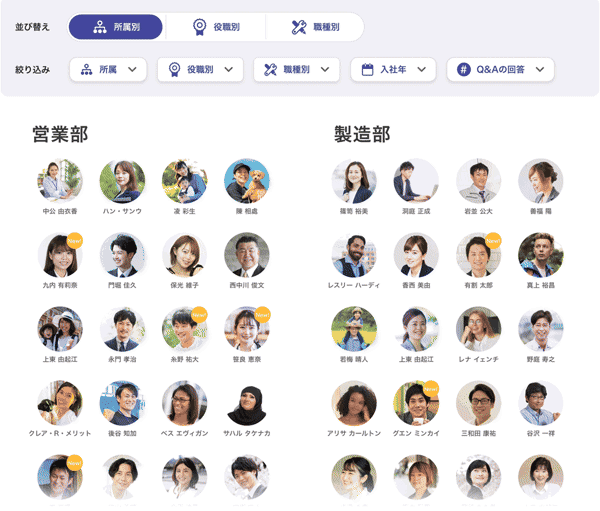 並び替え 所属別 役職別 職種別
絞り込み 所属 役職別 職種別 入社年 # Q&Aの回答
営業部 製造部
中公 由衣香 ハン・サンウ 凌 彩生 陳 相處 篠筒 裕美 洞庭 正成 岩並 公大 善福 陽
New! New!
九内 有莉奈 門堀 佳久 保光 維子 西中川 俊文 レスリー ハーディ 香西 美由 有割 太郎 真上 裕昌
New! New!
上東 由起江 永門 孝治 糸野 祐大 笹良 恵奈 若梅 晴人 上東 由起江 レナ イェンチ 野庭 寿之
New!
クレア・R・メリット 後谷 知加 ベス エヴィガン サハル タケナカ アリサ カールトン グエン ミンカイ 三和田 康祐 谷沢 一祥
New!